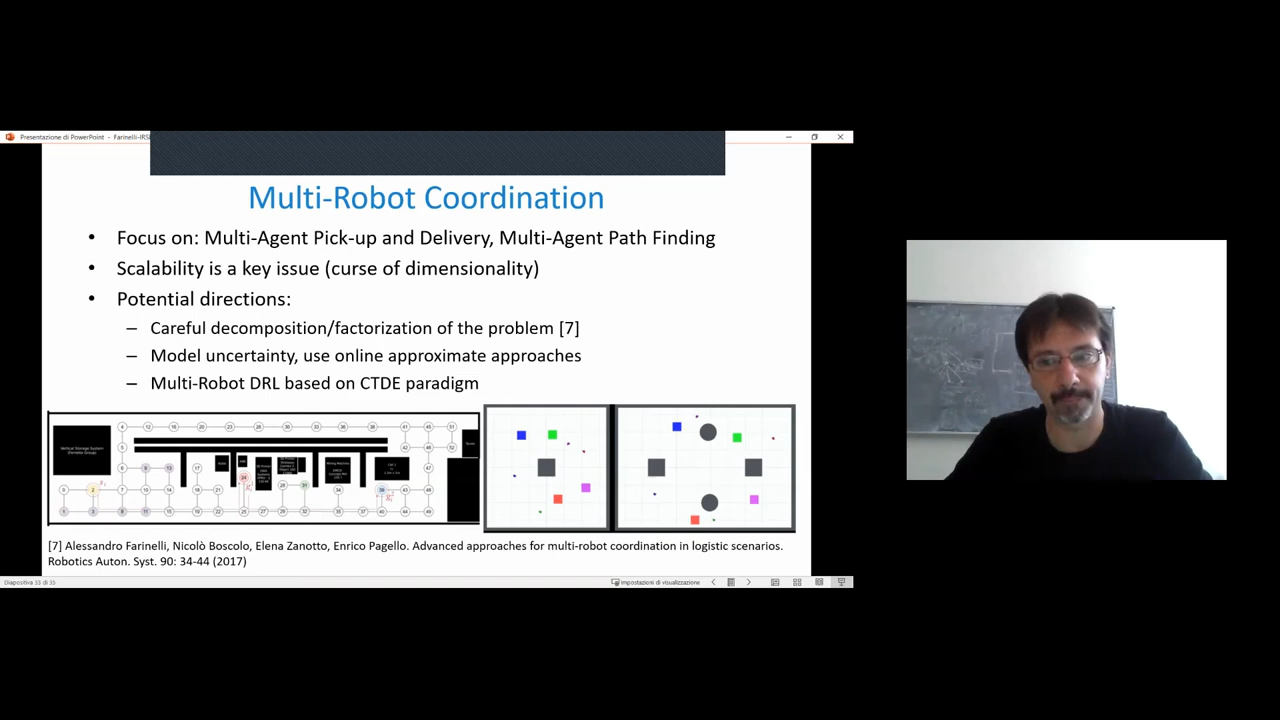 Presentazione di PowerPoint - Farinelli-IRSL
Multi-Robot Coordination
• Focus on: Multi-Agent Pick-up and Delivery, Multi-Agent Path Finding
• Scalability is a key issue (curse of dimensionality)
• Potential directions:
– Careful decomposition/factorization of the problem [7]
– Model uncertainty, use online approximate approaches
– Multi-Robot DRL based on CTDE paradigm
Vertical Storage System
[7] Alessandro Farinelli, Nicolò Boscolo, Elena Zanotto, Enrico Pagello. Advanced approaches for multi-robot coordination in logistic scenarios.
Robotics Auton. Syst. 90: 34-44 (2017)
Diapositiva 33 di 35
Impostazioni di visualizzazione